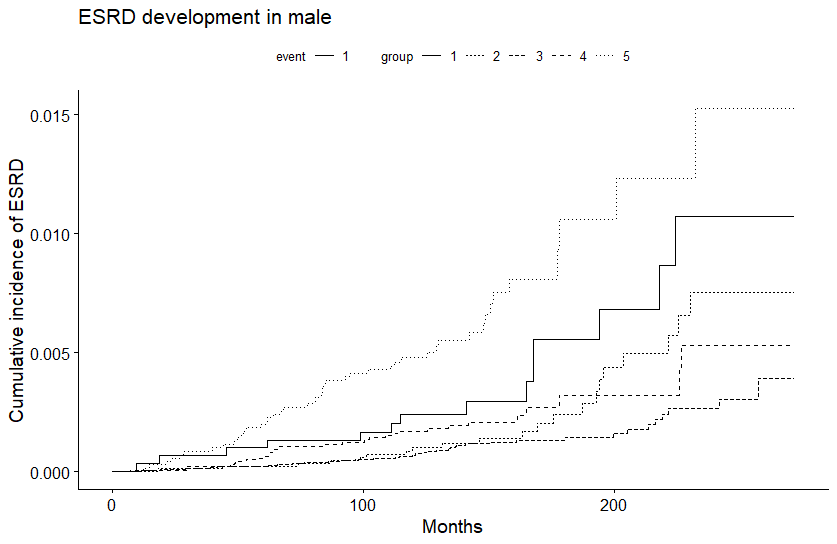 ESRD development in male
event 1 group 1 2 3 4 5
Cumulative incidence of ESRD
0.015
0.010
0.005
0.000
0 100 200
Months